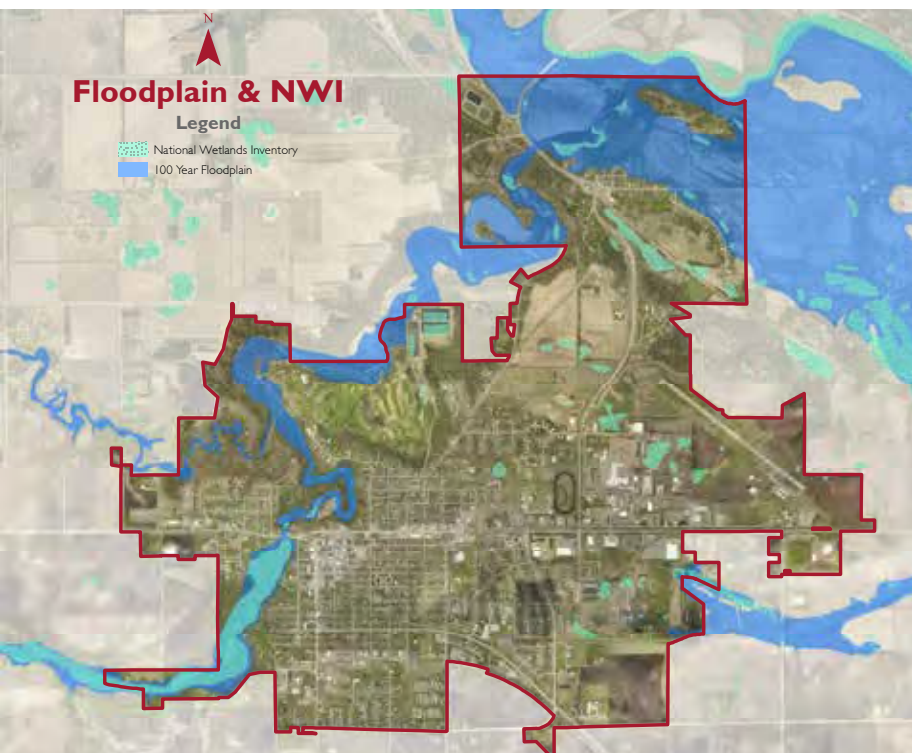 N
Floodplain & NWI
Legend
National Wetlands Inventory
100 Year Floodplain